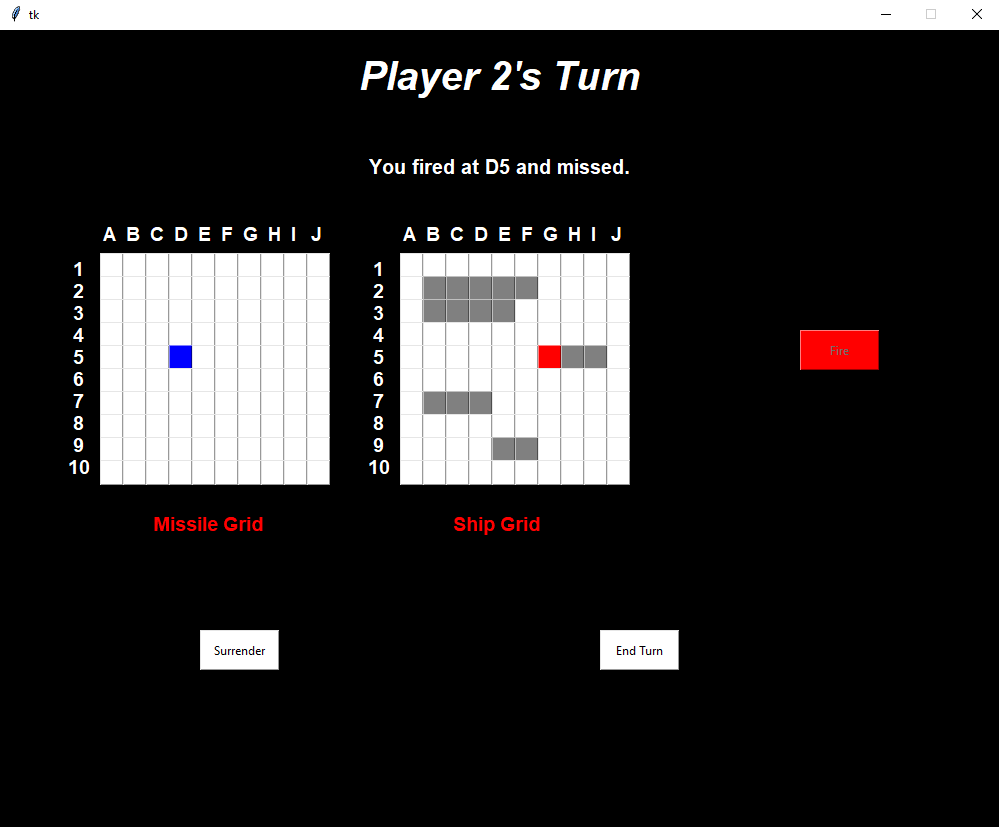 tk
Player 2's Turn
You fired at D5 and missed.
A B C D E F G H I J
1
2
3
4
5
6
7
8
9
10
A B C D E F G H I J
1
2
3
4
5
6
7
8
9
10
Fire
Missile Grid
Ship Grid
Surrender
End Turn